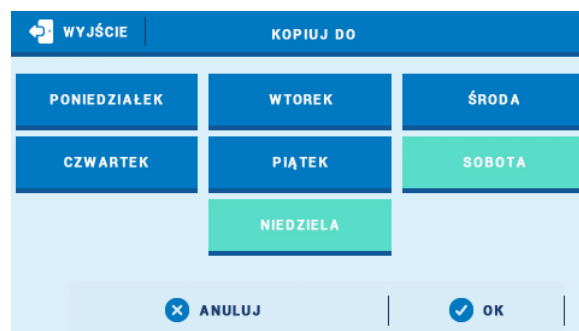 WYJŚCIE KOPIUJ DO
PONIEDZIAŁEK WTOREK ŚRODA
CZWARTEK PIĄTEK SOBOTA
NIEDZIELA
ANULUJ OK